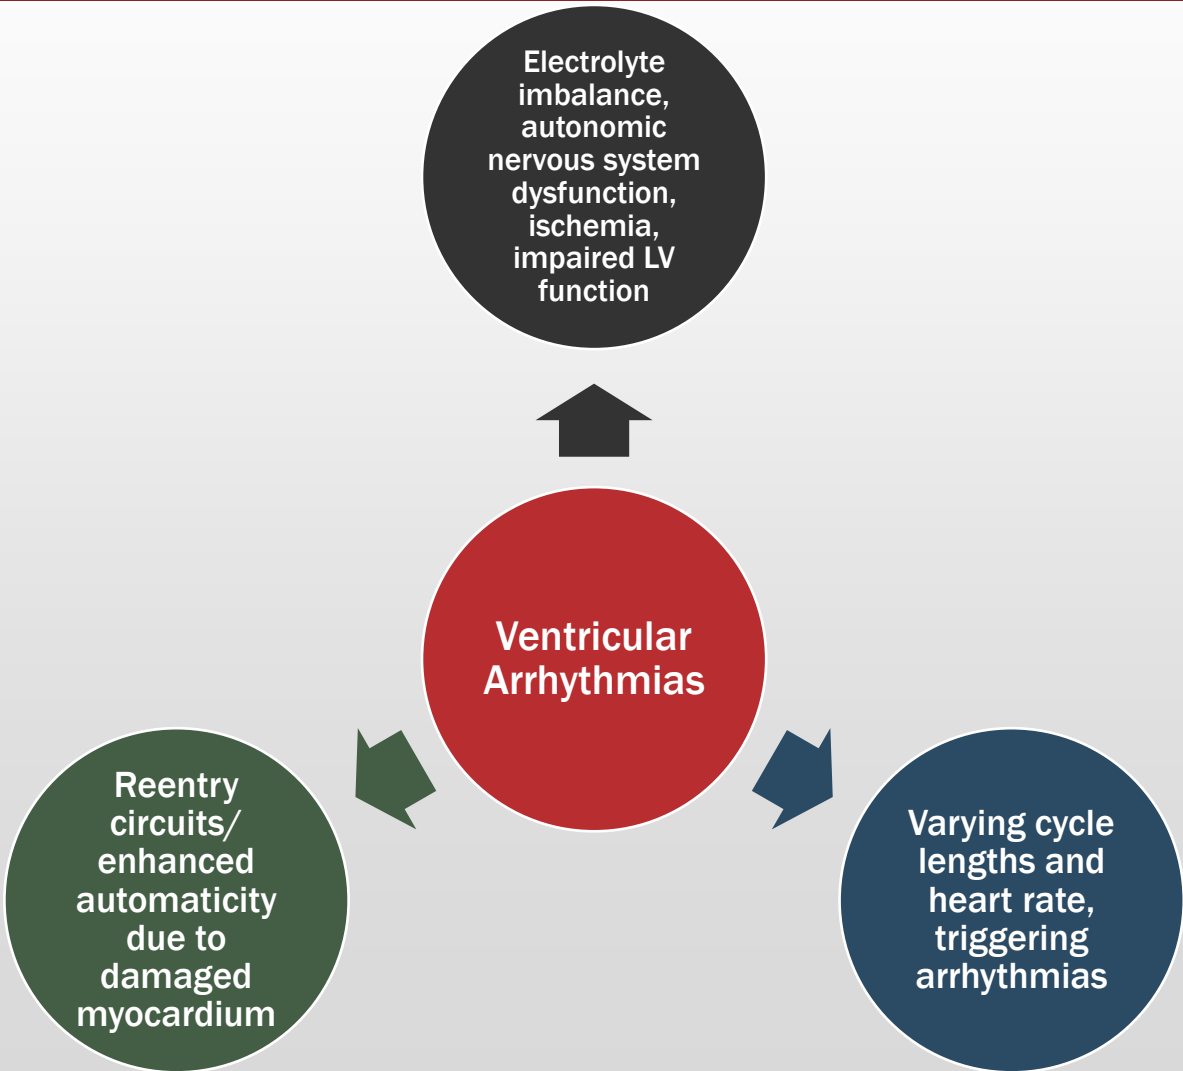 Electrolyte
imbalance,
autonomic
nervous system
dysfunction,
ischemia,
impaired LV
function
Ventricular
Arrhythmias
Reentry
circuits/
enhanced
automaticity
due to
damaged
myocardium
Varying cycle
lengths and
heart rate,
triggering
arrhythmias